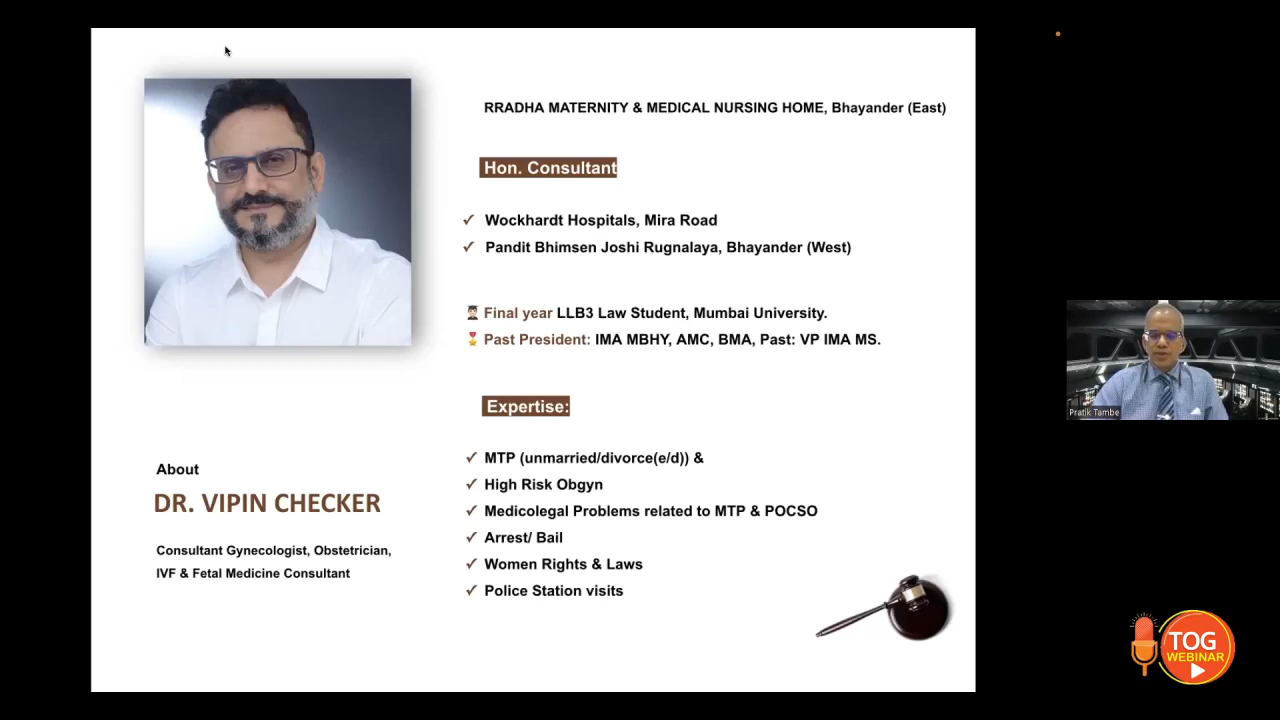 RRADHA MATERNITY & MEDICAL NURSING HOME, Bhayander (East)
Hon. Consultant
✓ Wockhardt Hospitals, Mira Road
✓ Pandit Bhimsen Joshi Rugnalaya, Bhayander (West)
Final year LLB3 Law Student, Mumbai University.
Past President: IMA MBHY, AMC, BMA, Past: VP IMA MS.
Expertise:
✓ MTP (unmarried/divorce(e/d)) &
✓ High Risk Obgyn
✓ Medicolegal Problems related to MTP & POCSO
✓ Arrest/ Bail
✓ Women Rights & Laws
✓ Police Station visits
About
DR. VIPIN CHECKER
Consultant Gynecologist, Obstetrician,
IVF & Fetal Medicine Consultant
Pratik Tambe
TOG
WEBINAR